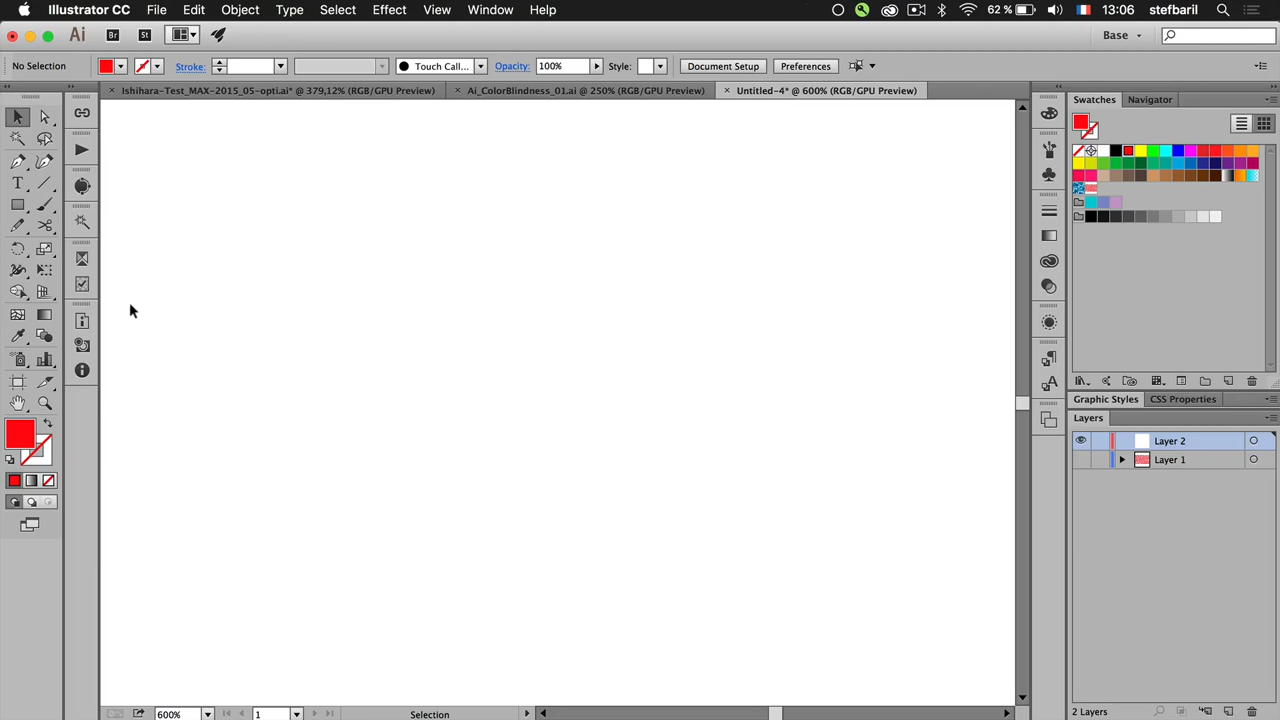 Illustrator CC File Edit Object Type Select Effect View Window Help 62 % 13:06 stefbaril
Ai Br St Base
No Selection Stroke: Touch Call... Opacity: 100% Style: Document Setup Preferences
Ishihara-Test_MAX-2015_05-opti.ai* @ 379,12% (RGB/GPU Preview) Ai_ColorBlindness_01.ai @ 250% (RGB/GPU Preview) Untitled-4* @ 600% (RGB/GPU Preview)
Swatches Navigator
Graphic Styles CSS Properties
Layers
Layer 2
Layer 1
600% 1 Selection 2 Layers